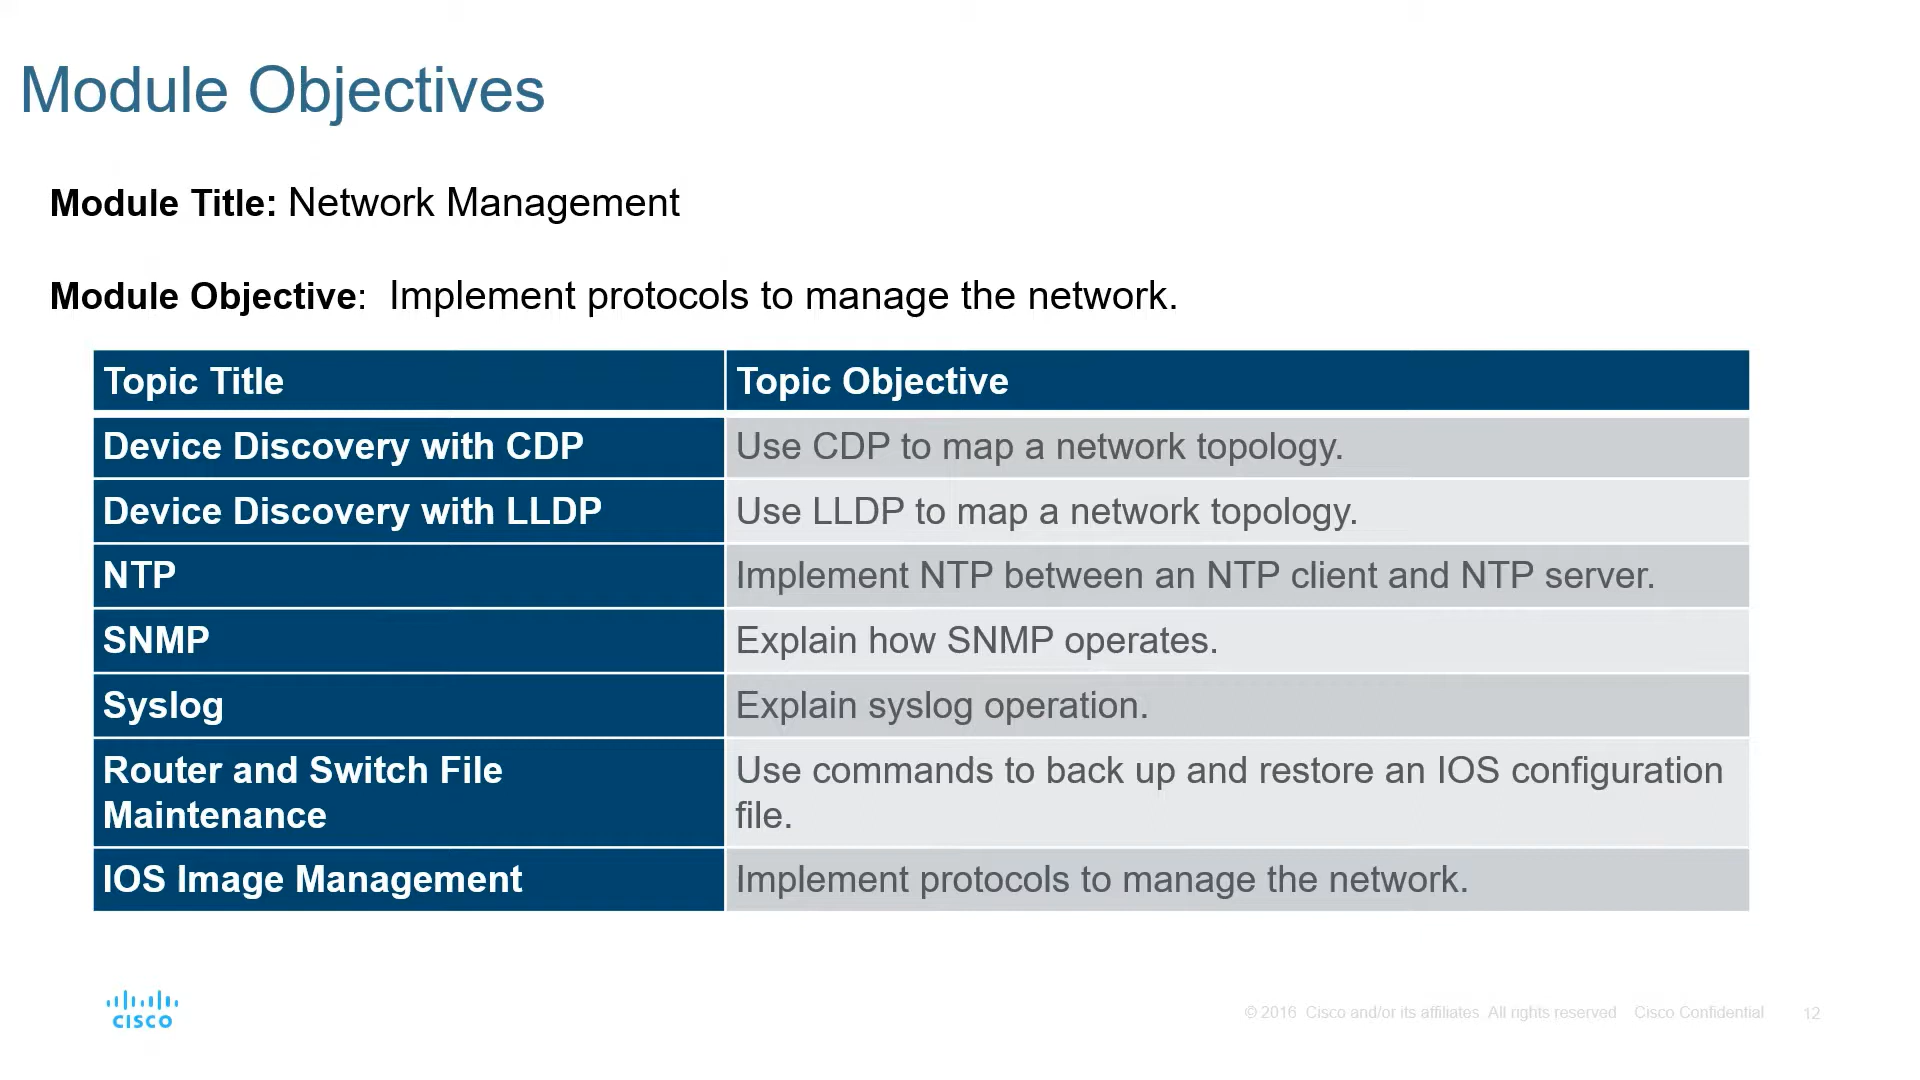 Module Objectives
Module Title: Network Management
Module Objective: Implement protocols to manage the network.
Topic Title Topic Objective
Device Discovery with CDP Use CDP to map a network topology.
Device Discovery with LLDP Use LLDP to map a network topology.
NTP Implement NTP between an NTP client and NTP server.
SNMP Explain how SNMP operates.
Syslog Explain syslog operation.
Router and Switch File
Maintenance
Use commands to back up and restore an IOS configuration
file.
IOS Image Management Implement protocols to manage the network.
CISCO
© 2016 Cisco and/or its affiliates. All rights reserved. Cisco Confidential 12